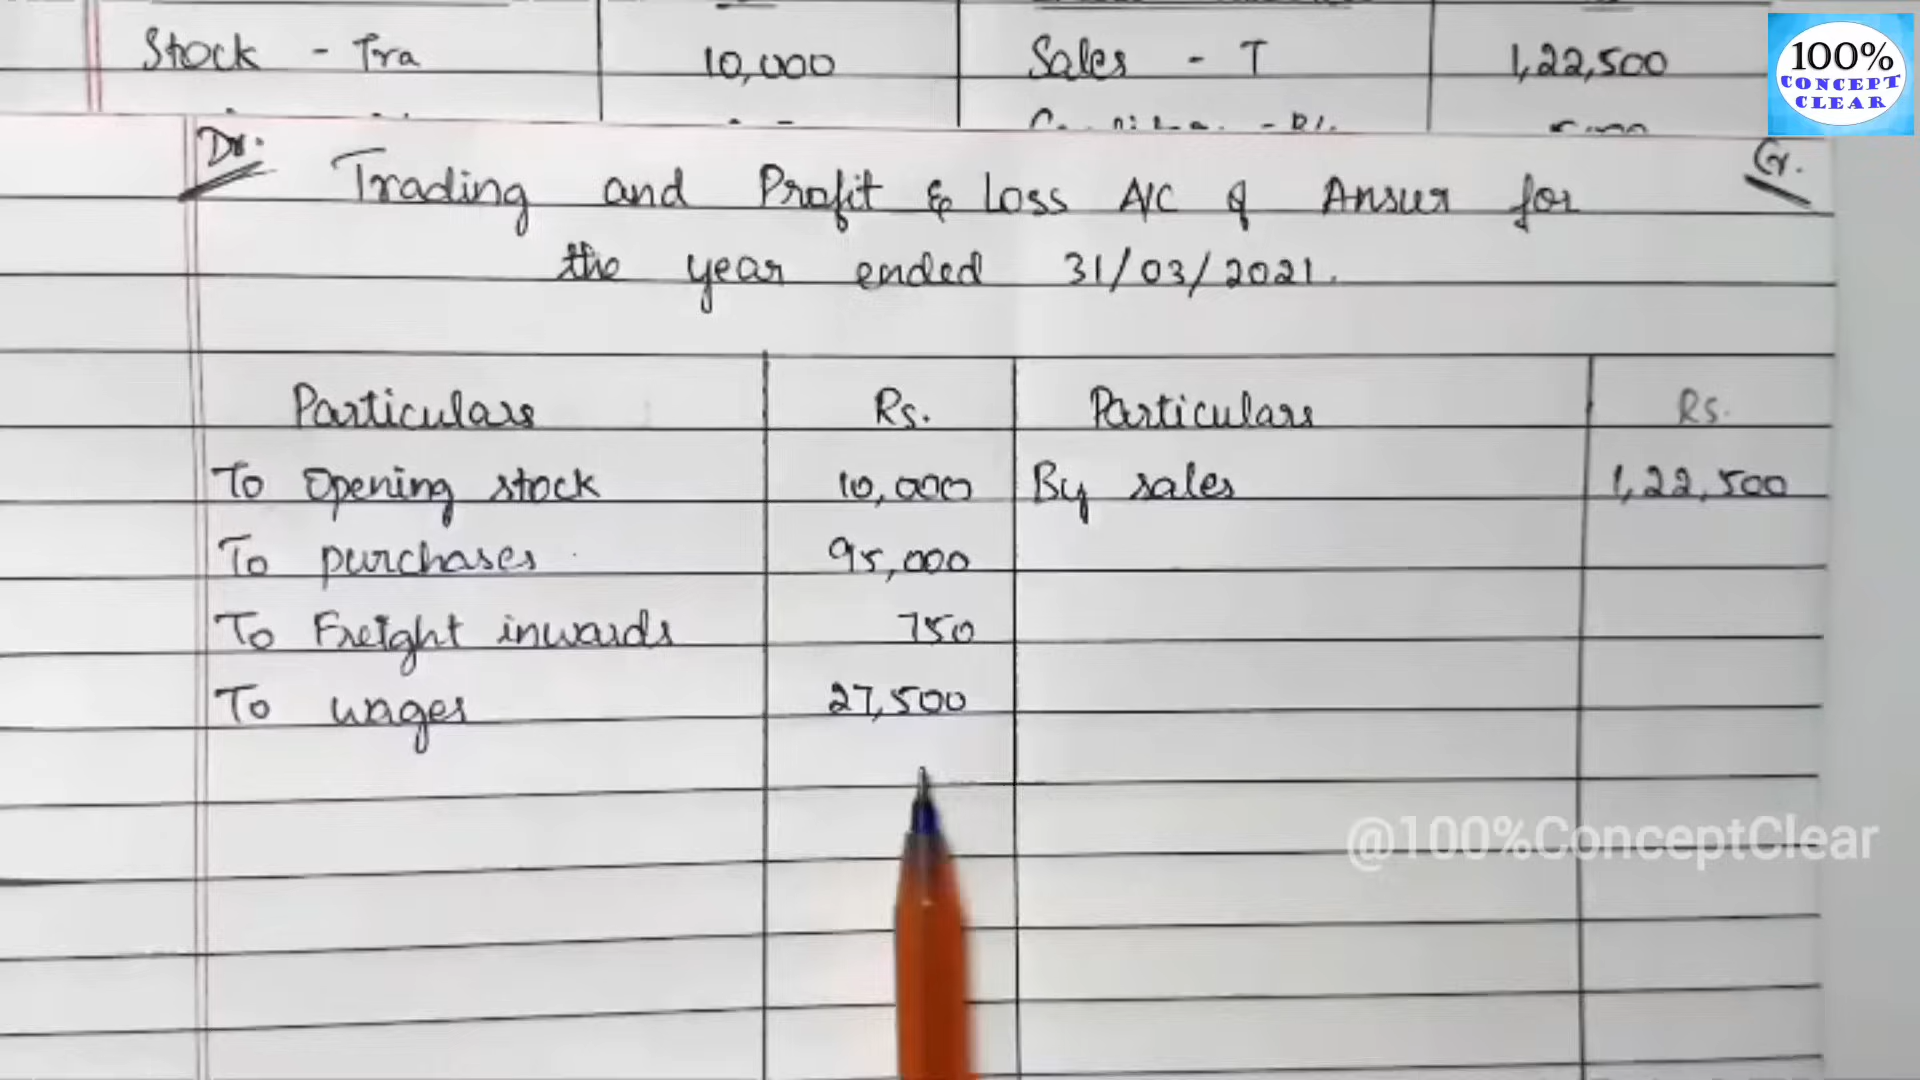 Stock - Tra 10,000 Sales - T 1,22,500
100%
CONCEPT
CLEAR
Dr. Cr.
Trading and Profit & Loss A/C of Ansur for
the year ended 31/03/2021.
Particulars Rs. Particulars Rs.
To Opening stock 10,000 By sales 1,22,500
To purchases 95,000
To Freight inwards 750
To wages 27,500
@100%ConceptClear